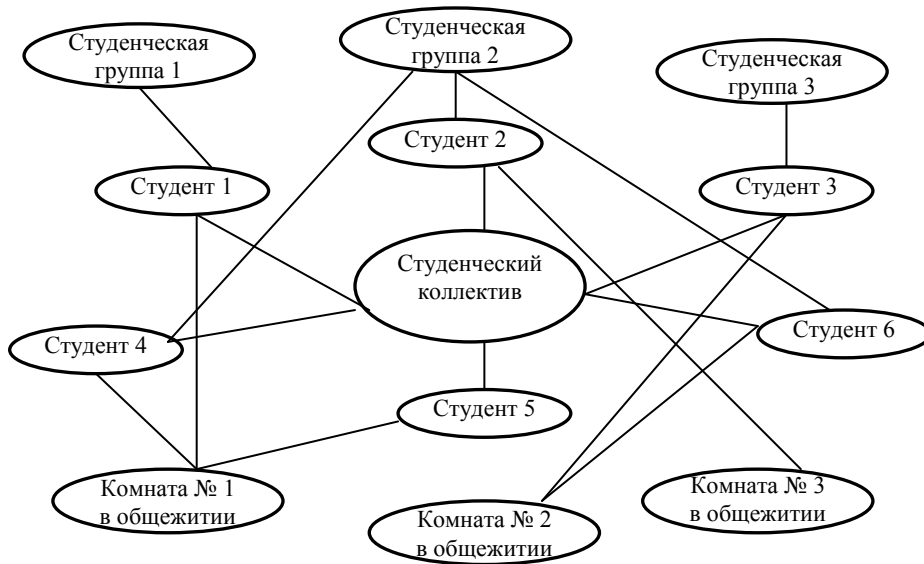 Студенческая
группа 1
Студенческая
группа 2
Студенческая
группа 3
Студент 2
Студент 1
Студент 3
Студенческий
коллектив
Студент 4
Студент 6
Студент 5
Комната № 1
в общежитии
Комната № 2
в общежитии
Комната № 3
в общежитии